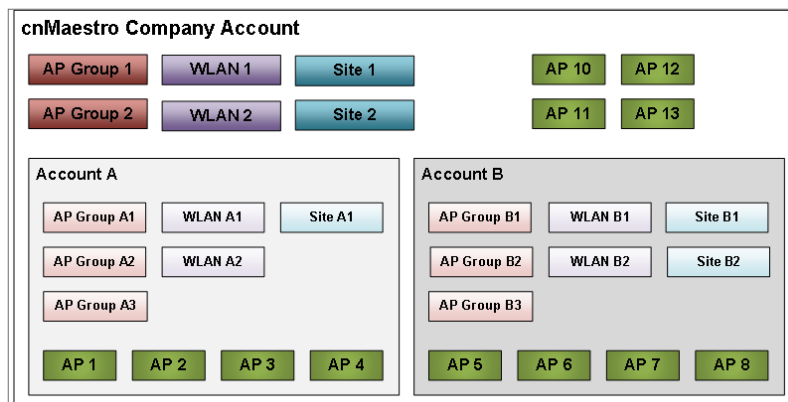 cnMaestro Company Account
AP Group 1 WLAN 1 Site 1 AP 10 AP 12
AP Group 2 WLAN 2 Site 2 AP 11 AP 13
Account A
AP Group A1 WLAN A1 Site A1
AP Group A2 WLAN A2
AP Group A3
AP 1 AP 2 AP 3 AP 4
Account B
AP Group B1 WLAN B1 Site B1
AP Group B2 WLAN B2 Site B2
AP Group B3
AP 5 AP 6 AP 7 AP 8